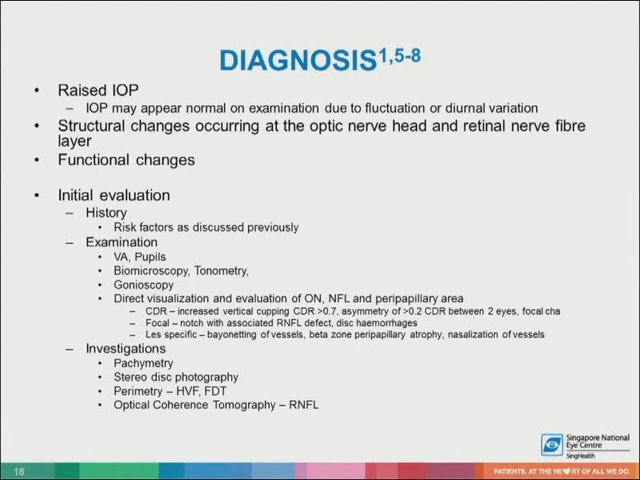 DIAGNOSIS1,5-8
• Raised IOP
– IOP may appear normal on examination due to fluctuation or diurnal variation
• Structural changes occurring at the optic nerve head and retinal nerve fibre
layer
• Functional changes
• Initial evaluation
– History
• Risk factors as discussed previously
– Examination
• VA, Pupils
• Biomicroscopy, Tonometry,
• Gonioscopy
• Direct visualization and evaluation of ON, NFL and peripapillary area
– CDR – increased vertical cupping CDR >0.7, asymmetry of >0.2 CDR between 2 eyes, focal cha
– Focal – notch with associated RNFL defect, disc haemorrhages
– Les specific – bayonetting of vessels, beta zone peripapillary atrophy, nasalization of vessels
– Investigations
• Pachymetry
• Stereo disc photography
• Perimetry – HVF, FDT
• Optical Coherence Tomography – RNFL
Singapore National
Eye Centre
SingHealth
18
PATIENTS. AT THE HE♥RT OF ALL WE DO.